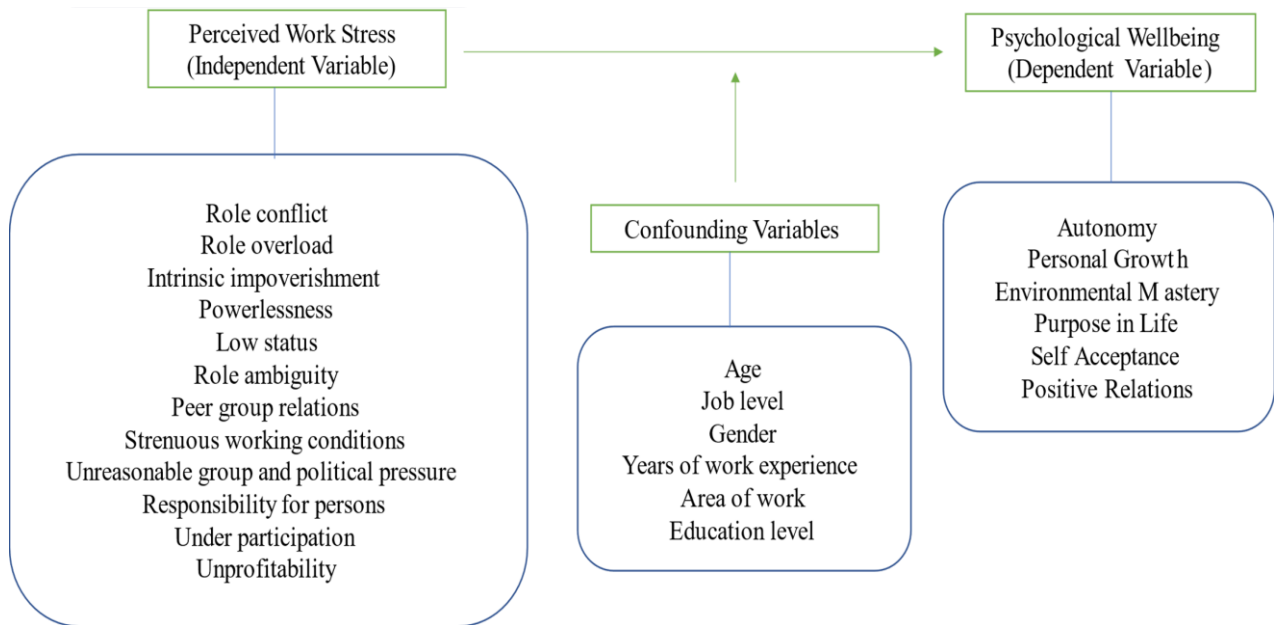 Perceived Work Stress
(Independent Variable)
Psychological Wellbeing
(Dependent Variable)
Role conflict
Role overload
Intrinsic impoverishment
Powerlessness
Low status
Role ambiguity
Peer group relations
Strenuous working conditions
Unreasonable group and political pressure
Responsibility for persons
Under participation
Unprofitability
Confounding Variables
Age
Job level
Gender
Years of work experience
Area of work
Education level
Autonomy
Personal Growth
Environmental Mastery
Purpose in Life
Self Acceptance
Positive Relations